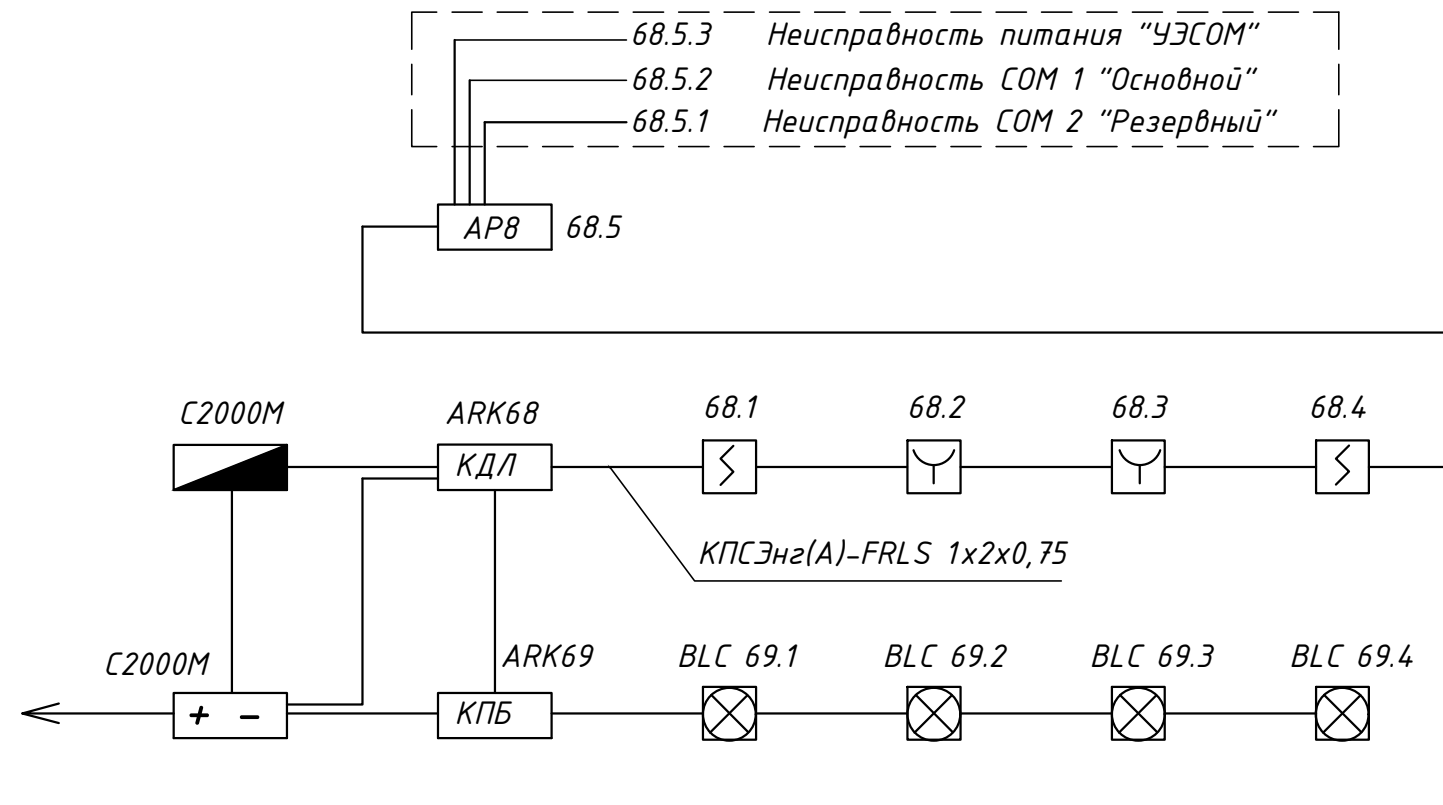 68.5.3 Неисправность питания "УЭСОМ"
68.5.2 Неисправность СОМ 1 "Основной"
68.5.1 Неисправность СОМ 2 "Резервный"
АР8 68.5
С2000М ARK68 68.1 68.2 68.3 68.4
КДЛ
КПСЭнг(А)-FRLS 1х2х0,75
С2000М ARK69 BLC 69.1 BLC 69.2 BLC 69.3 BLC 69.4
+ - КПБ